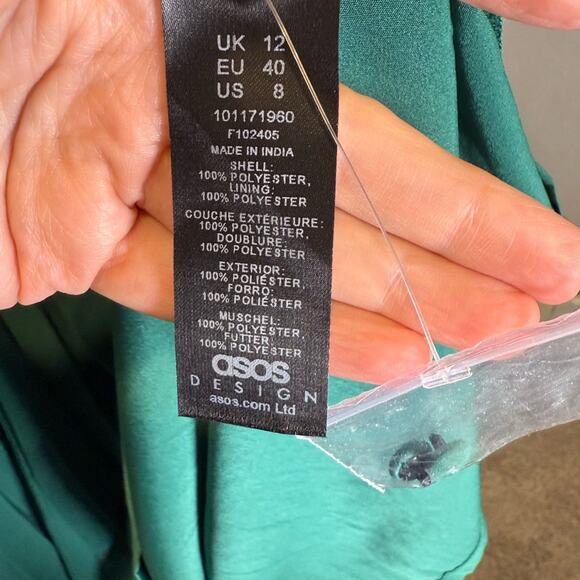 UK 12
EU 40
US 8
101171960
F102405
MADE IN INDIA
SHELL:
100% POLYESTER,
LINING:
100% POLYESTER
COUCHE EXTÉRIEURE:
100% POLYESTER,
DOUBLURE:
100% POLYESTER
EXTERIOR:
100% POLIÉSTER,
FORRO:
100% POLIÉSTER
MUSCHEL:
100% POLYESTER,
FUTTER:
100% POLYESTER
asos
DESIGN
asos.com Ltd